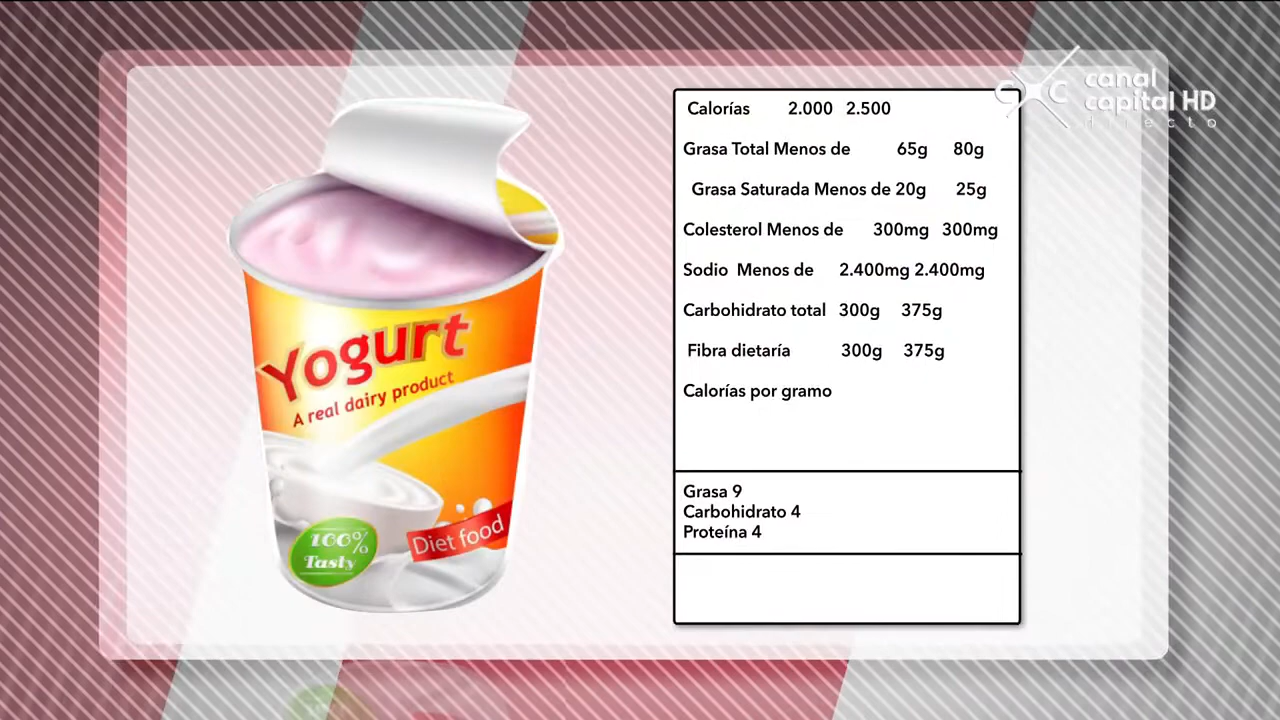 canal
capital HD
directo
Calorías 2.000 2.500
Grasa Total Menos de 65g 80g
Grasa Saturada Menos de 20g 25g
Colesterol Menos de 300mg 300mg
Sodio Menos de 2.400mg 2.400mg
Carbohidrato total 300g 375g
Fibra dietaría 300g 375g
Calorías por gramo
Grasa 9
Carbohidrato 4
Proteína 4
Yogurt
A real dairy product
100%
Tasty
Diet food